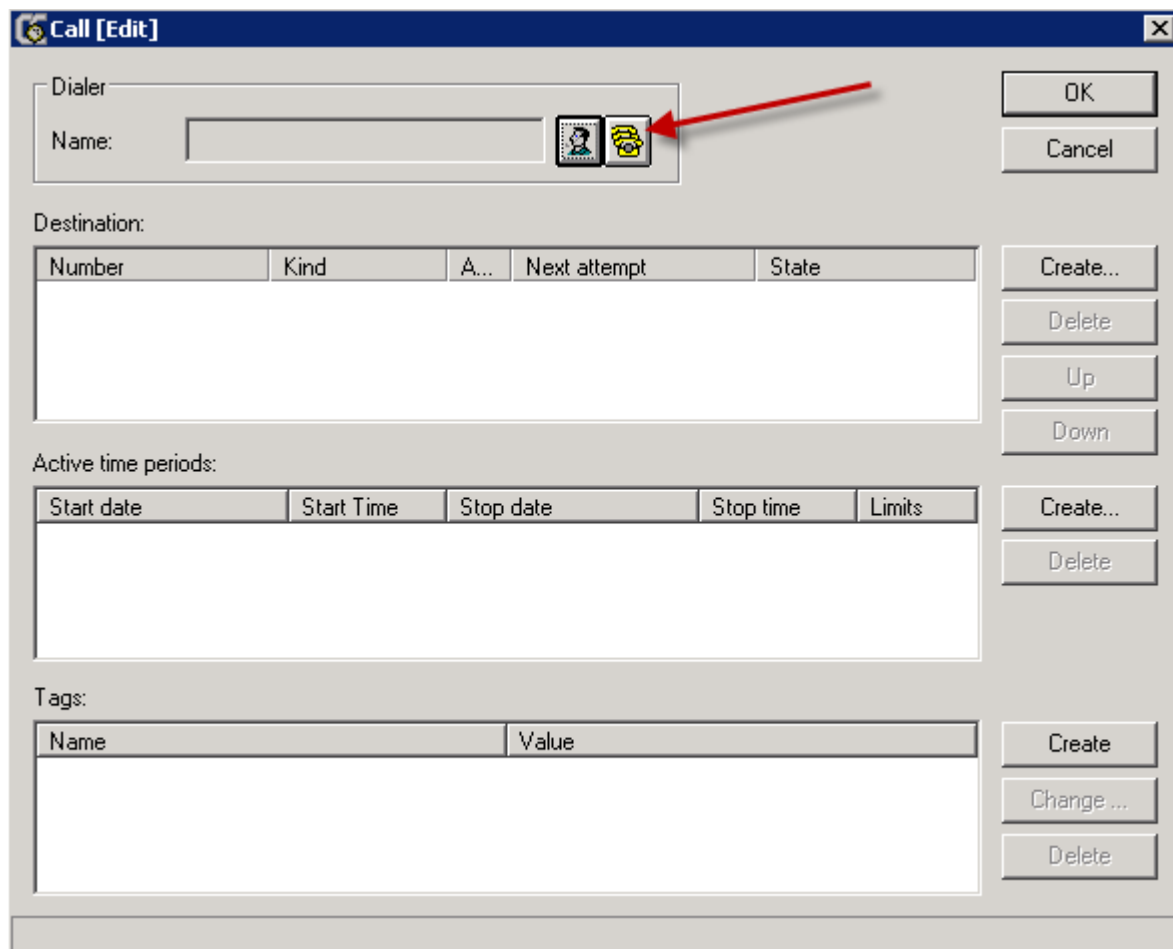 Call [Edit]
Dialer
OK
Name:
Cancel
Destination:
Number Kind A... Next attempt State
Create...
Delete
Up
Down
Active time periods:
Start date Start Time Stop date Stop time Limits
Create...
Delete
Tags:
Name Value
Create
Change ...
Delete